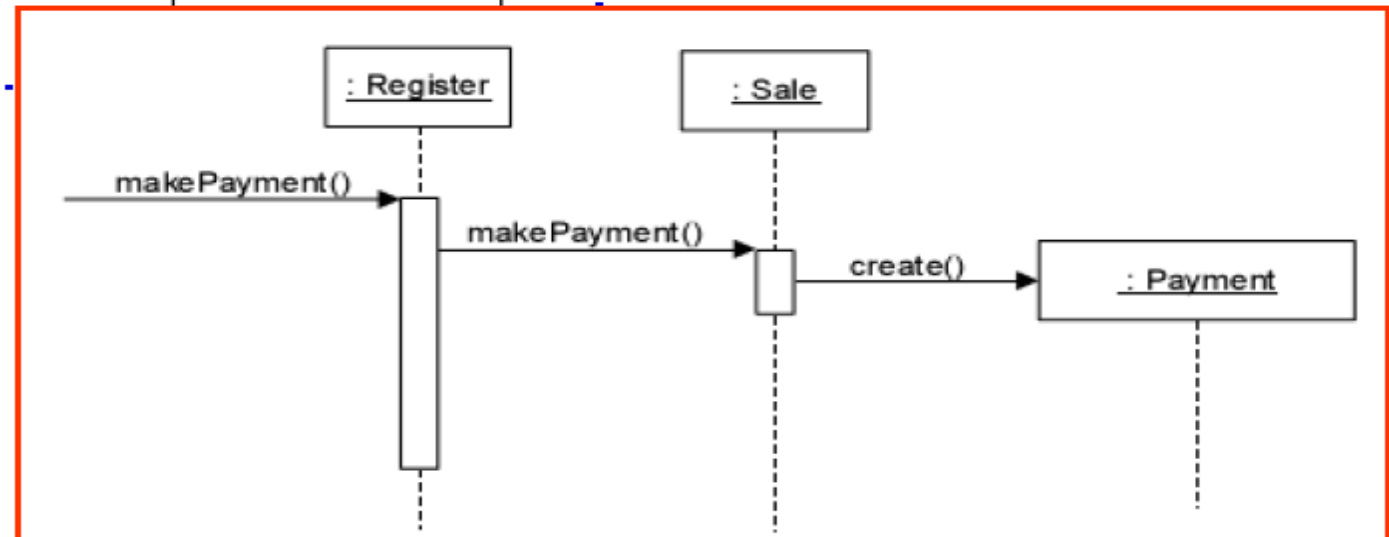 : Register
: Sale
makePayment()
makePayment()
create()
: Payment